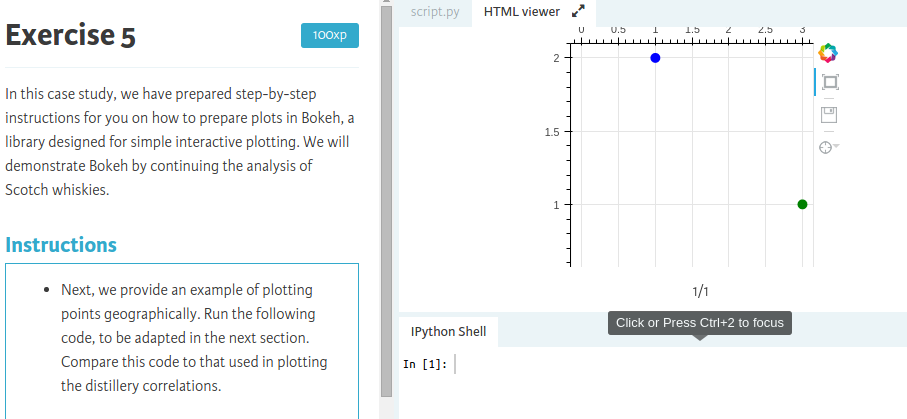 Exercise 5
100xp
In this case study, we have prepared step-by-step
instructions for you on how to prepare plots in Bokeh, a
library designed for simple interactive plotting. We will
demonstrate Bokeh by continuing the analysis of
Scotch whiskies.
Instructions
• Next, we provide an example of plotting
points geographically. Run the following
code, to be adapted in the next section.
Compare this code to that used in plotting
the distillery correlations.
script.py
HTML viewer
0 0.5 1 1.5 2 2.5 3
2
1.5
1
1/1
Click or Press Ctrl+2 to focus
IPython Shell
In [1]: